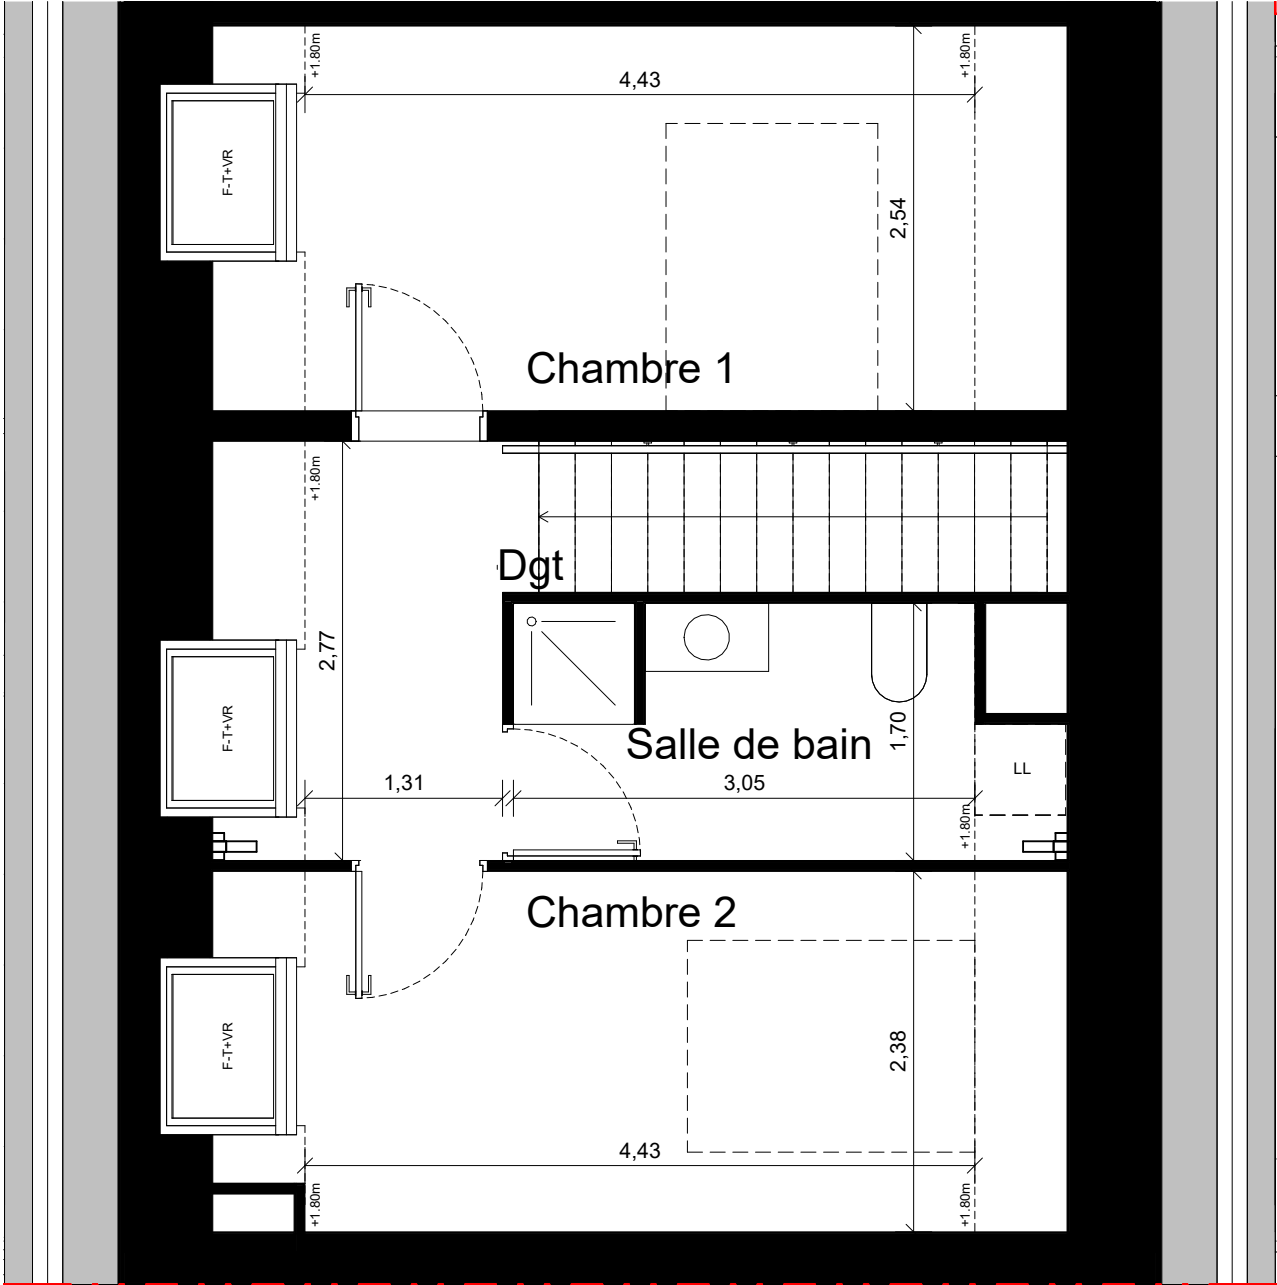 +1.80m
+1.80m
4,43
F-T+VR
2,54
Chambre 1
+1.80m
Dgt
2,77
F-T+VR
Salle de bain
1,70
LL
1,31
3,05
+1.80m
Chambre 2
F-T+VR
2,38
4,43
+1.80m
+1.80m